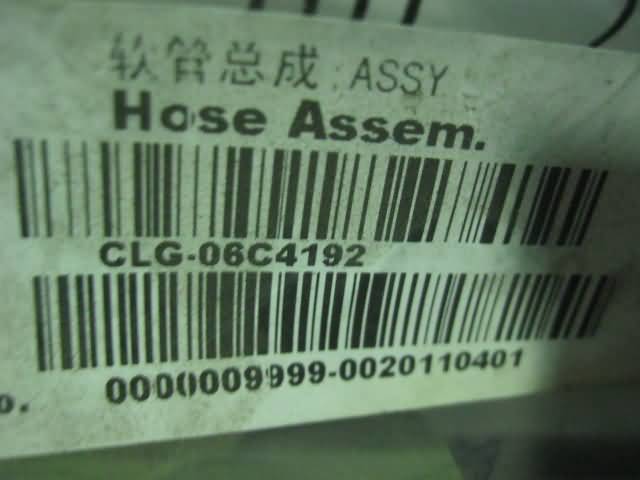 软管总成;ASSY
Hose Assem.
CLG-06C4192
0000009999-0020110401
o.